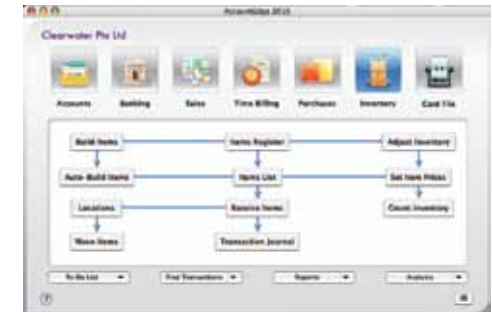 AccountEdge 2010
Clearwater Pte Ltd
Accounts Banking Sales Time Billing Purchases Inventory Card File
Build Items Items Register Adjust Inventory
Auto-Build Items Items List Set Item Prices
Locations Receive Items Count Inventory
Move Items Transaction Journal
To Do List Find Transactions Reports Analysis
?